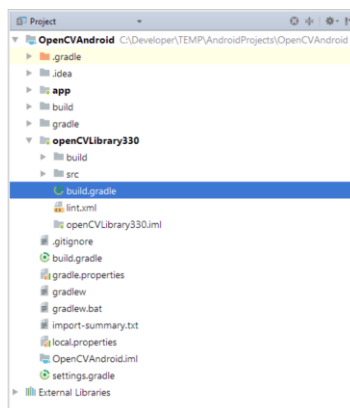 Project
OpenCVAndroid C:\Developer\TEMP\AndroidProjects\OpenCVAndroid
.gradle
.idea
app
build
gradle
openCVLibrary330
build
src
build.gradle
lint.xml
openCVLibrary330.iml
.gitignore
build.gradle
gradle.properties
gradlew
gradlew.bat
import-summary.txt
local.properties
OpenCVAndroid.iml
settings.gradle
External Libraries